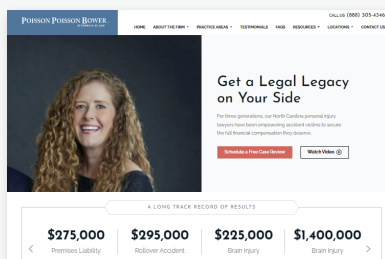 POISSON POISSON BOWER
ATTORNEYS AT LAW
CALL US (888) 305-4346
HOME ABOUT THE FIRM PRACTICE AREAS TESTIMONIALS FAQS RESOURCES LOCATIONS CONTACT US
Get a Legal Legacy
on Your Side
For three generations, our North Carolina personal injury
lawyers have been empowering accident victims to secure
the full financial compensation they deserve.
Schedule a Free Case Review Watch Video
A LONG TRACK RECORD OF RESULTS
$275,000 $295,000 $225,000 $1,400,000
Premises Liability Rollover Accident Brain Injury Brain Injury